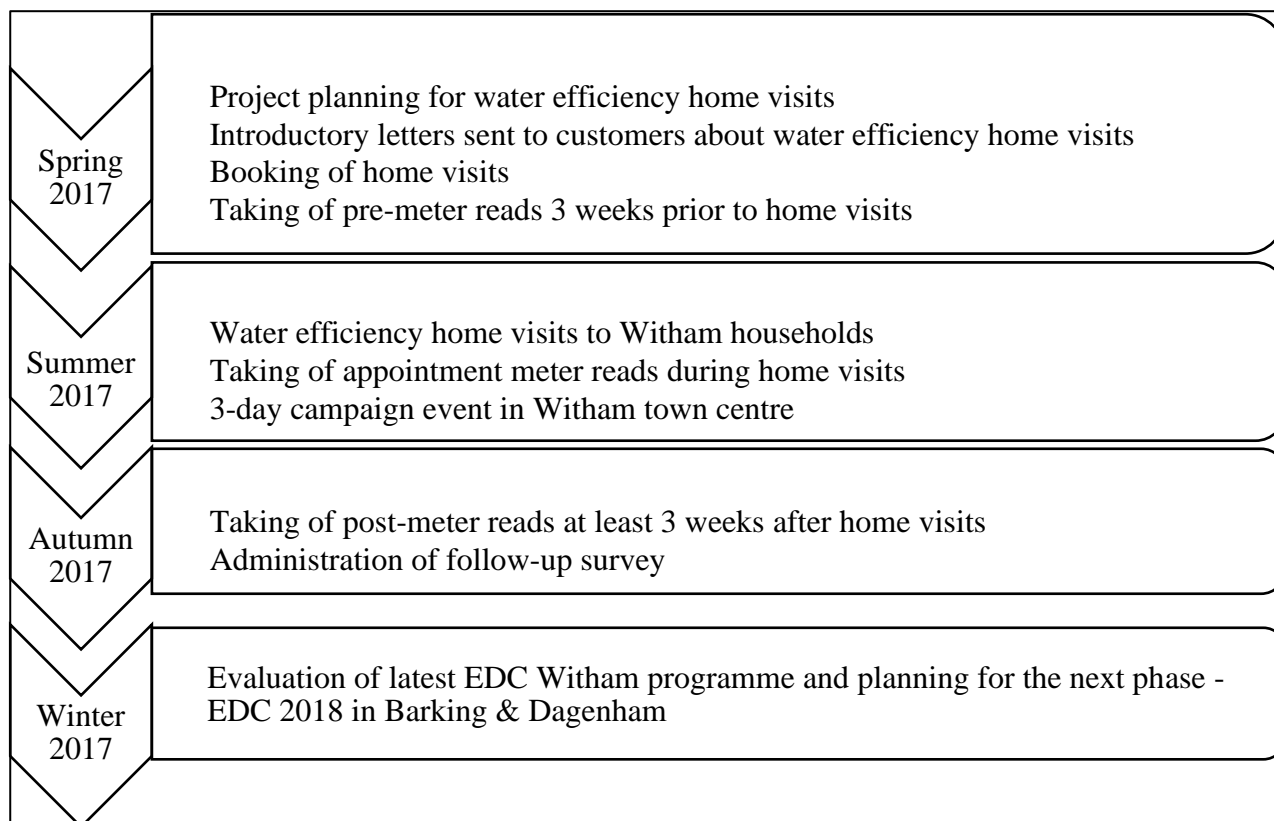 Spring
2017
Project planning for water efficiency home visits
Introductory letters sent to customers about water efficiency home visits
Booking of home visits
Taking of pre-meter reads 3 weeks prior to home visits
Summer
2017
Water efficiency home visits to Witham households
Taking of appointment meter reads during home visits
3-day campaign event in Witham town centre
Autumn
2017
Taking of post-meter reads at least 3 weeks after home visits
Administration of follow-up survey
Winter
2017
Evaluation of latest EDC Witham programme and planning for the next phase -
EDC 2018 in Barking & Dagenham